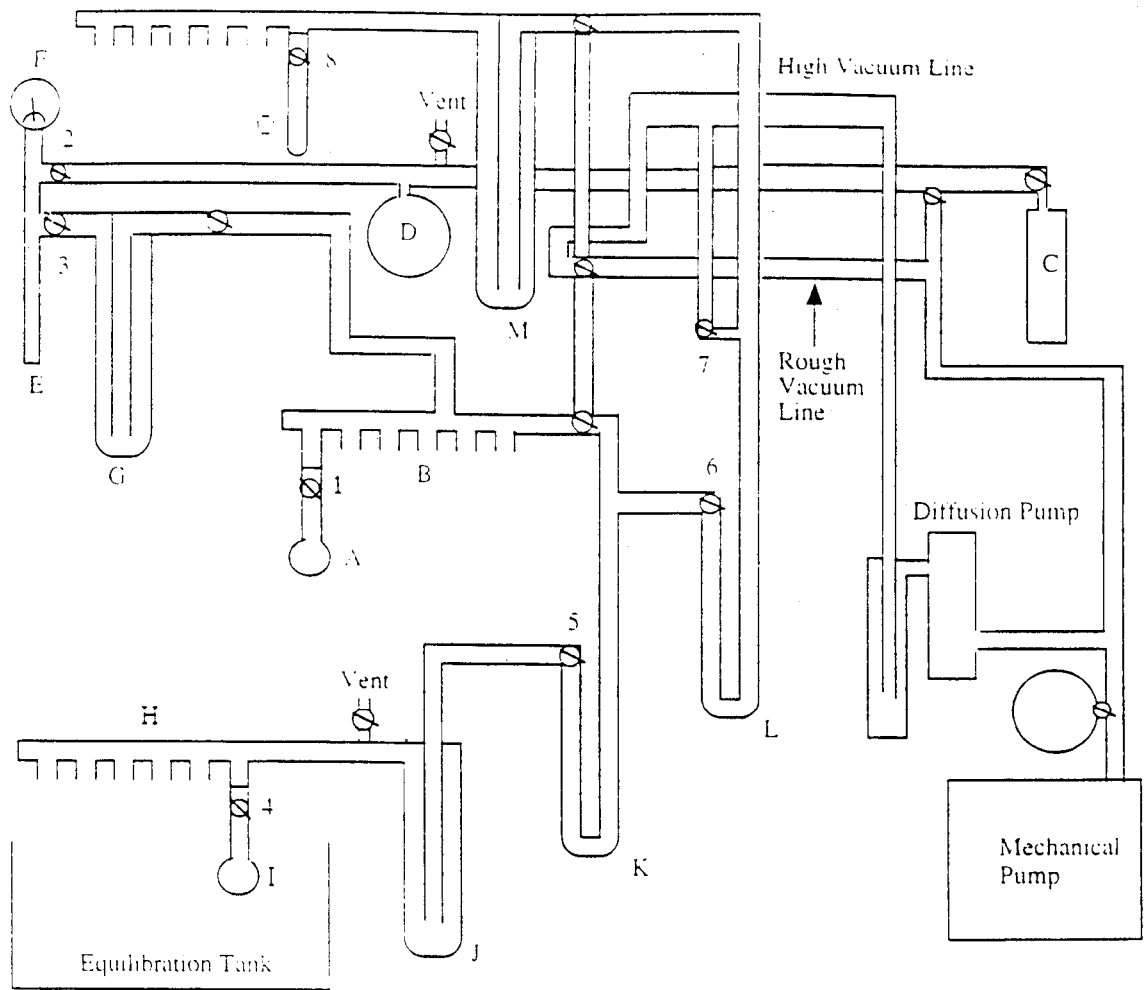 8
High Vacuum Line
F
Vent
2
D
C
3
M
7
Rough
Vacuum
Line
E
G
B
6
1
Diffusion Pump
A
5
Vent
H
L
4
I
K
Mechanical
Pump
J
Equilibration Tank